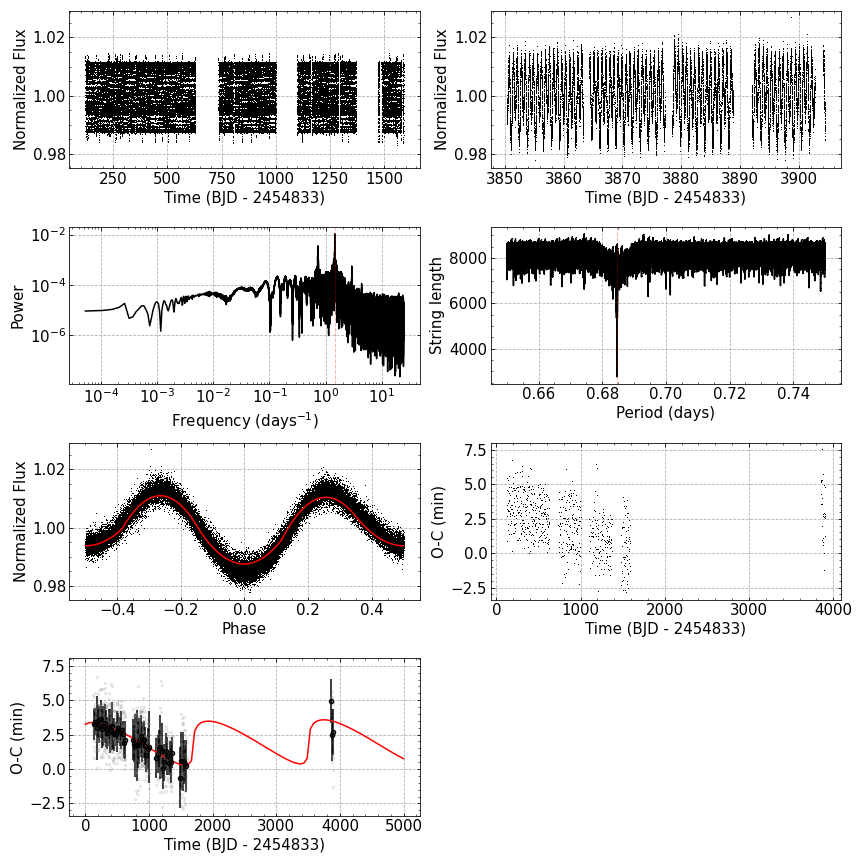 Normalized Flux
1.02
1.00
0.98
250 500 750 1000 1250 1500
Time (BJD - 2454833)
Normalized Flux
1.02
1.00
0.98
3850 3860 3870 3880 3890 3900
Time (BJD - 2454833)
Power
10⁻²
10⁻⁴
10⁻⁶
10⁻⁴ 10⁻³ 10⁻² 10⁻¹ 10⁰ 10¹
Frequency (days⁻¹)
String length
8000
6000
4000
0.66 0.68 0.70 0.72 0.74
Period (days)
Normalized Flux
1.02
1.00
0.98
−0.4 −0.2 0.0 0.2 0.4
Phase
O-C (min)
7.5
5.0
2.5
0.0
−2.5
0 1000 2000 3000 4000
Time (BJD - 2454833)
O-C (min)
7.5
5.0
2.5
0.0
−2.5
0 1000 2000 3000 4000 5000
Time (BJD - 2454833)